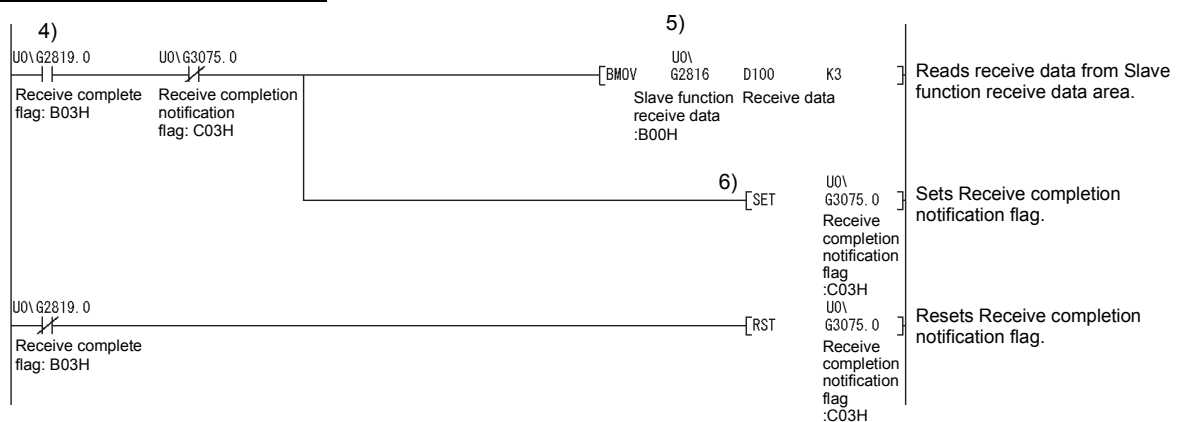 4)
5)
U0\G2819.0
U0\G3075.0
BMOV
U0\
G2816
D100
K3
Reads receive data from Slave
function receive data area.
Receive complete
flag: B03H
Receive completion
notification
flag: C03H
Slave function
receive data
:B00H
Receive data
6)
SET
U0\
G3075.0
Sets Receive completion
notification flag.
Receive
completion
notification
flag
:C03H
U0\G2819.0
RST
U0\
G3075.0
Resets Receive completion
notification flag.
Receive complete
flag: B03H
Receive
completion
notification
flag
:C03H